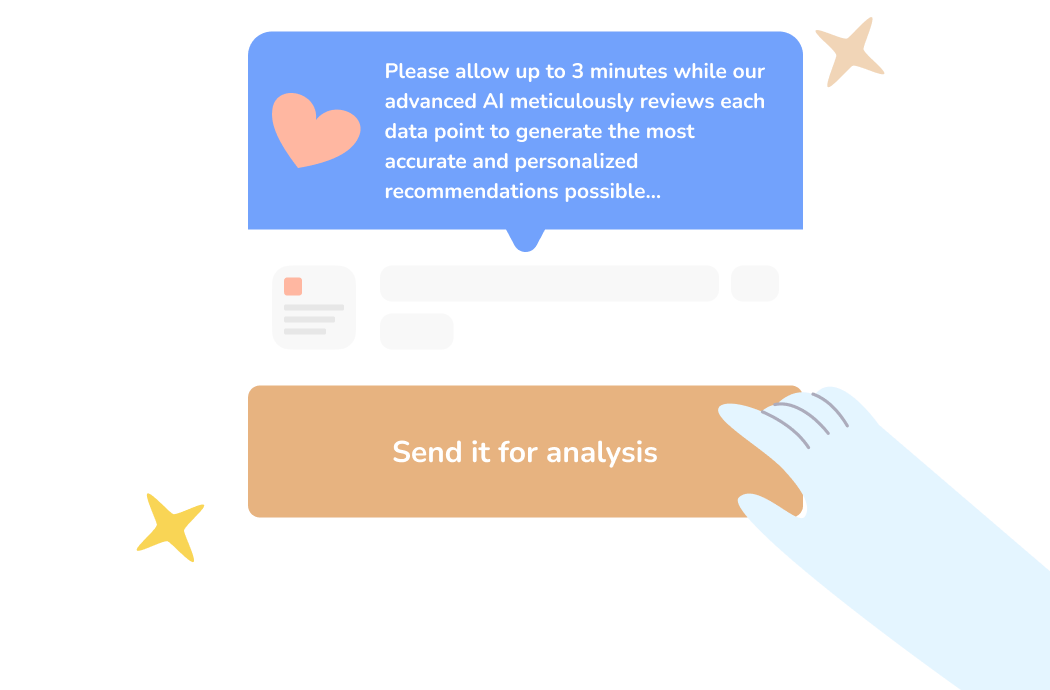 Please allow up to 3 minutes while our
advanced AI meticulously reviews each
data point to generate the most
accurate and personalized
recommendations possible...
Send it for analysis